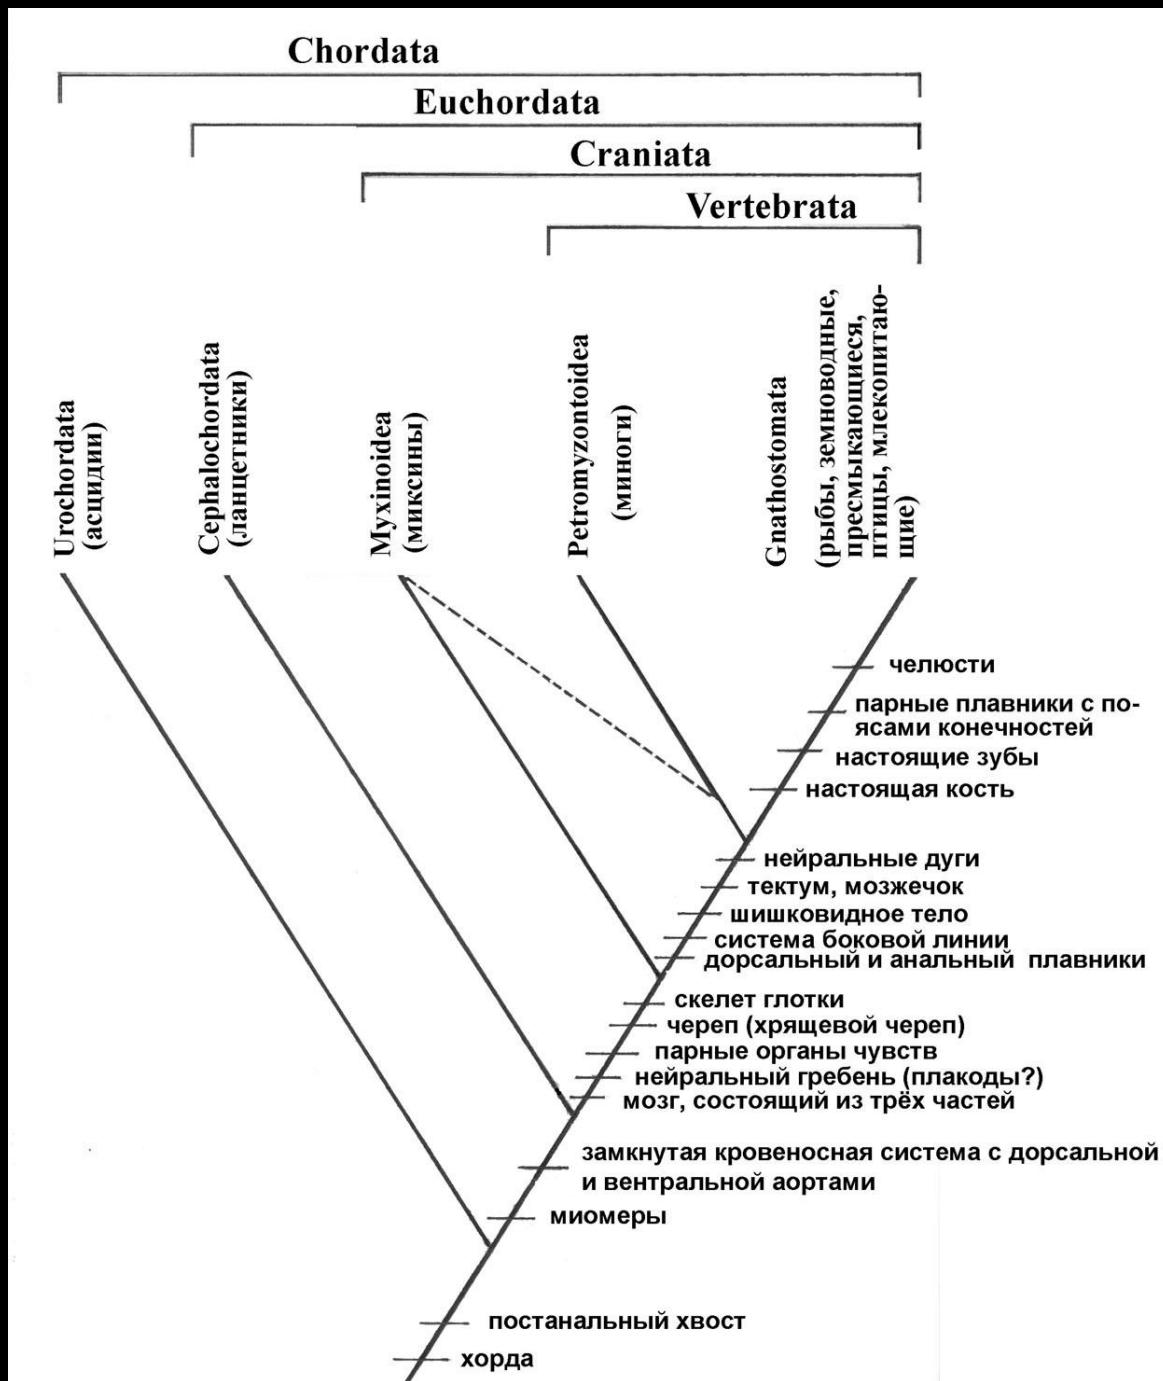 Chordata
Euchordata
Craniata
Vertebrata
Urochordata
(асцидии)
Cephalochordata
(ланцетники)
Myxinoidea
(миксины)
Petromyzontoidea
(миноги)
Gnathostomata
(рыбы, земноводные,
пресмыкающиеся,
птицы, млекопитаю-
щие)
челюсти
парные плавники с по-
ясами конечностей
настоящие зубы
настоящая кость
нейральные дуги
тектум, мозжечок
шишковидное тело
система боковой линии
дорсальный и анальный плавники
скелет глотки
череп (хрящевой череп)
парные органы чувств
нейральный гребень (плакоды?)
мозг, состоящий из трёх частей
замкнутая кровеносная система с дорсальной
и вентральной аортами
миомеры
постанальный хвост
хорда